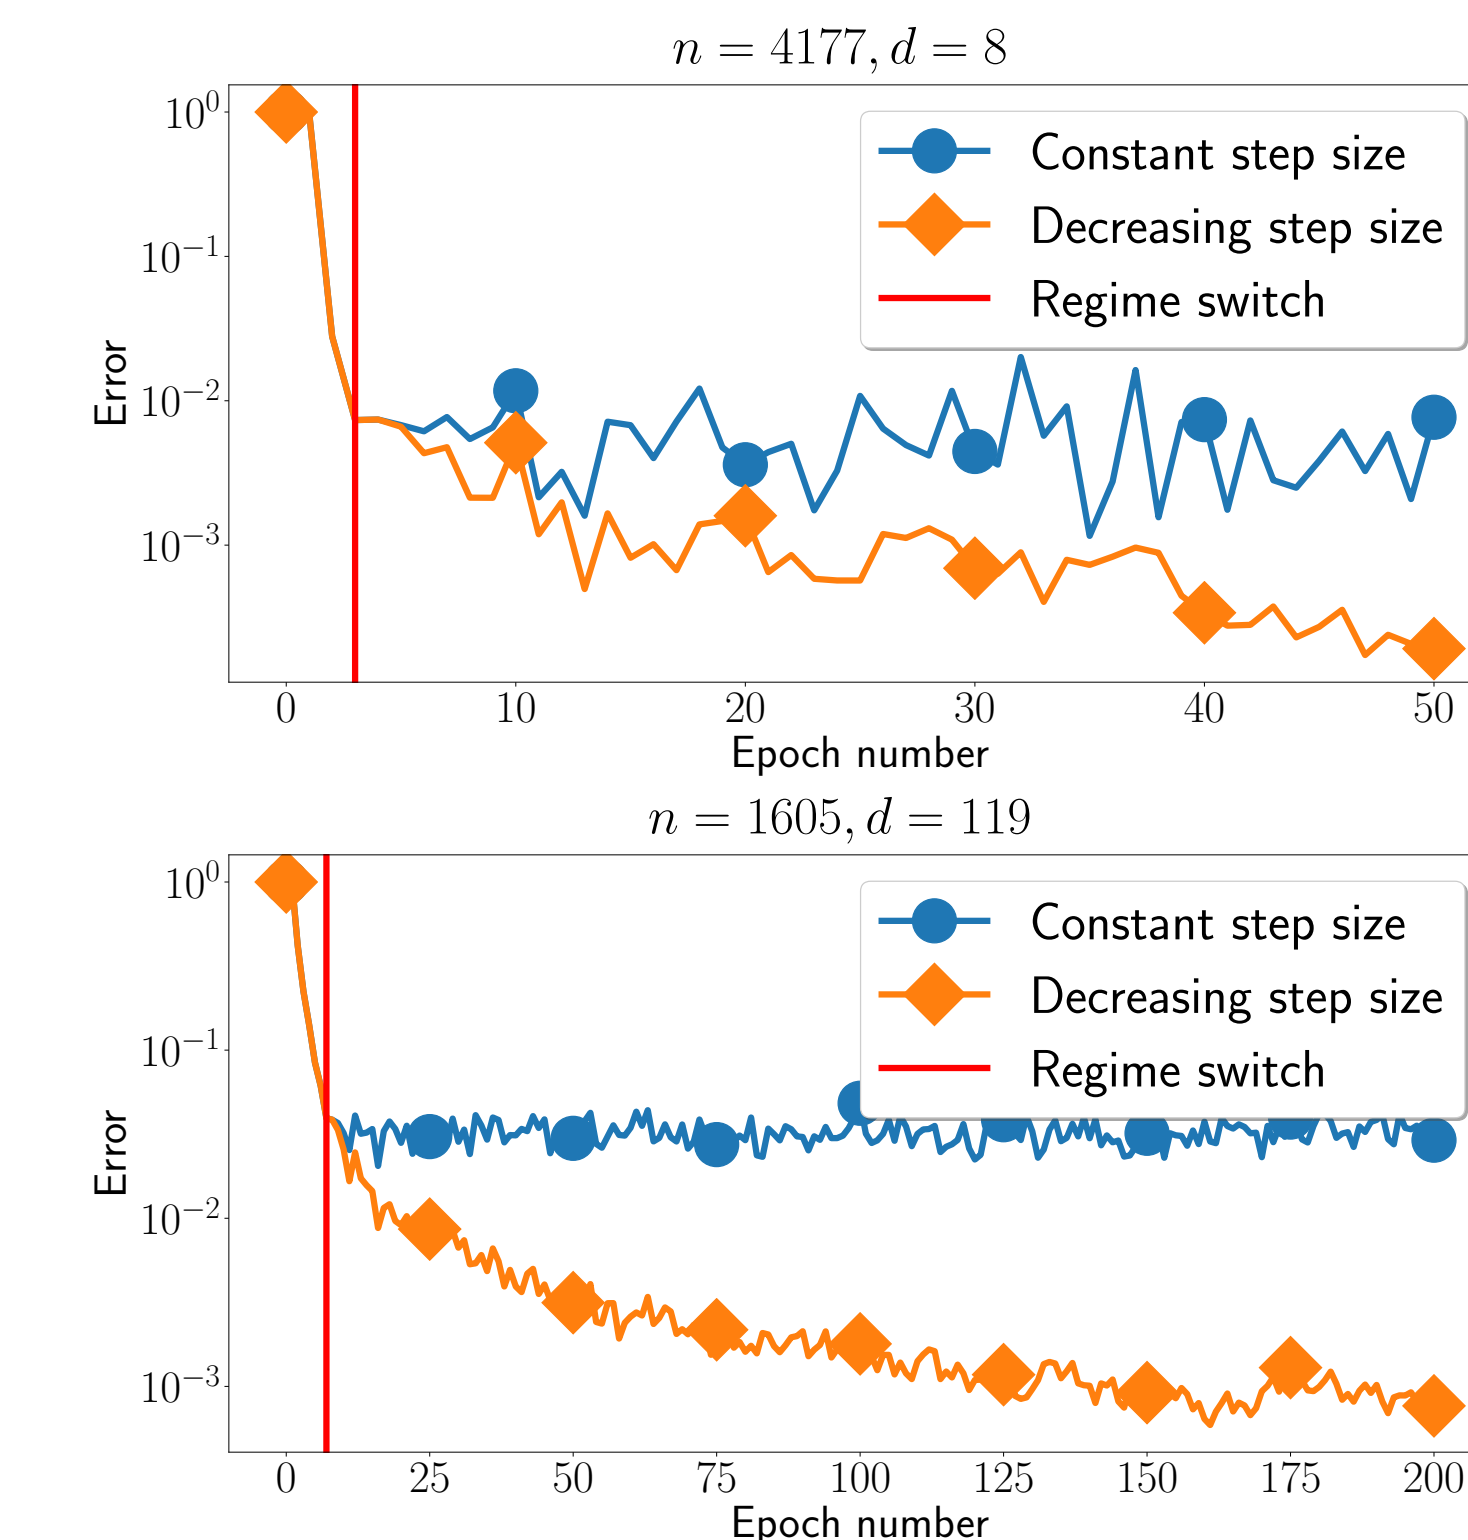 n = 4177, d = 8
10^0
10^-1
10^-2
10^-3
Error
Constant step size
Decreasing step size
Regime switch
0 10 20 30 40 50
Epoch number
n = 1605, d = 119
10^0
10^-1
10^-2
10^-3
Error
Constant step size
Decreasing step size
Regime switch
0 25 50 75 100 125 150 175 200
Epoch number